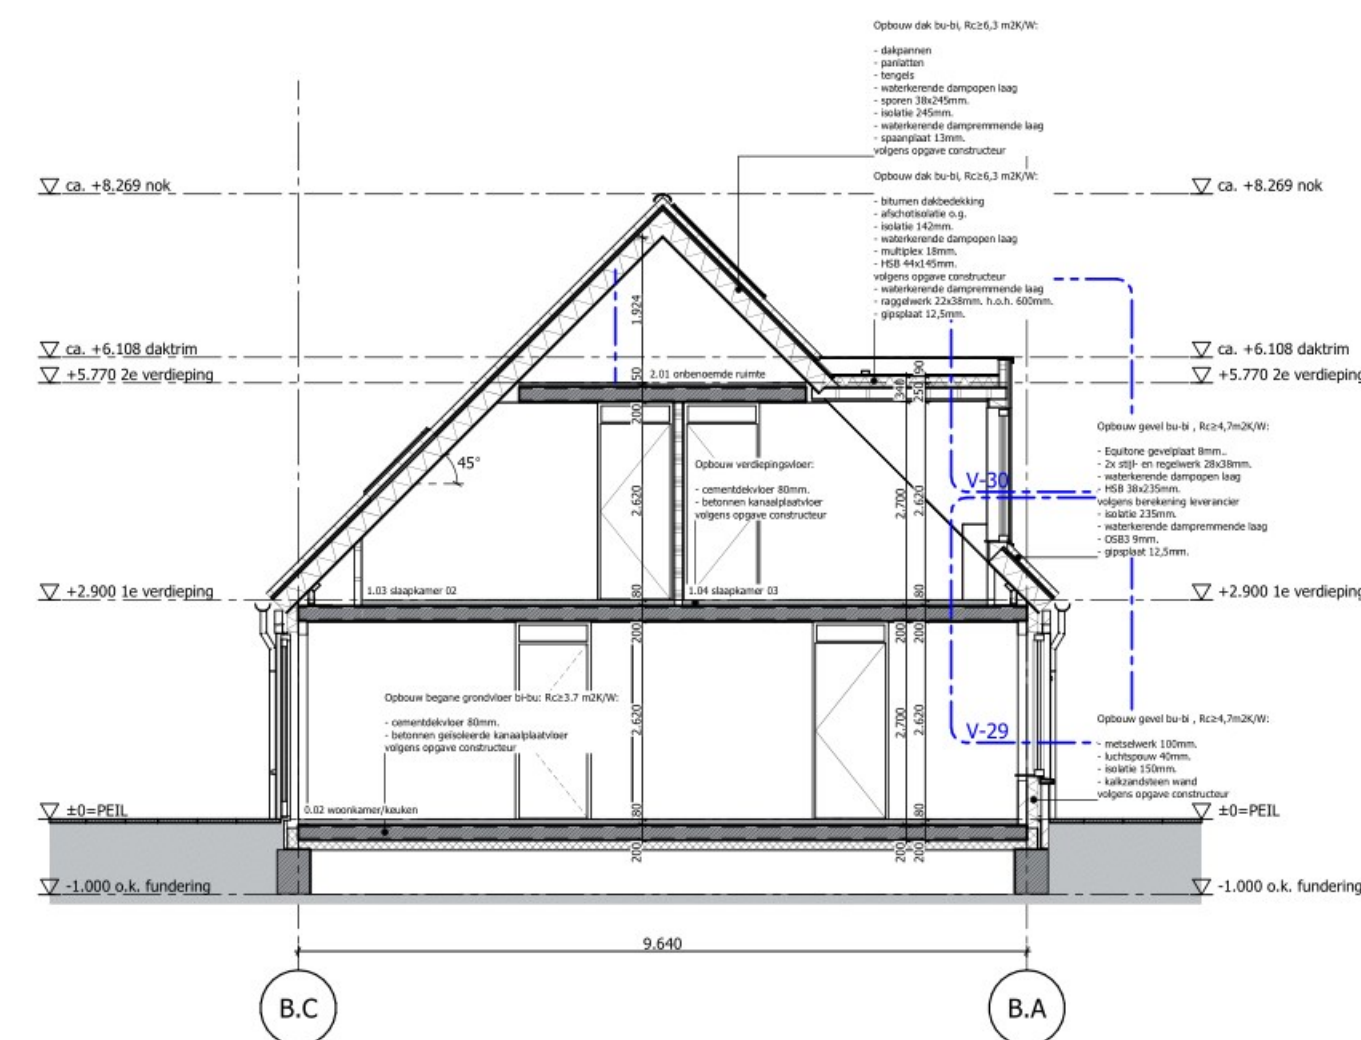 Opbouw dak bu-bi, Rc≥6,3 m2K/W:
- dakpannen
- panlatten
- tengels
- waterkerende dampopen laag
- sporen 38x245mm.
- isolatie 245mm.
- waterkerende dampremmende laag
- spaanplaat 13mm.
volgens opgave constructeur
Opbouw dak bu-bi, Rc≥6,3 m2K/W:
- bitumen dakbedekking
- afschotisolatie o.g.
- isolatie 142mm.
- waterkerende dampopen laag
- multiplex 18mm.
- HSB 44x145mm.
volgens opgave constructeur
- waterkerende dampremmende laag
- raggelwerk 22x38mm. h.o.h. 600mm.
- gipsplaat 12,5mm.
ca. +8.269 nok
ca. +8.269 nok
ca. +6.108 daktrim
ca. +6.108 daktrim
+5.770 2e verdieping
+5.770 2e verdieping
1.924
50
2.01 onbenoemde ruimte
200
340
190
250
45°
Opbouw verdiepingsvloer:
- cementdekvloer 80mm.
- betonnen kanaalplaatvloer
volgens opgave constructeur
2.620
2.700
2.620
V-30
Opbouw gevel bu-bi , Rc≥4,7m2K/W:
- Equitone gevelplaat 8mm..
- 2x stijl- en regelwerk 28x38mm.
- waterkerende dampopen laag
- HSB 38x235mm.
volgens berekening leverancier
- isolatie 235mm.
- waterkerende dampremmende laag
- OSB3 9mm.
- gipsplaat 12,5mm.
+2.900 1e verdieping
+2.900 1e verdieping
1.03 slaapkamer 02
80
1.04 slaapkamer 03
80
200
200
200
Opbouw begane grondvloer bi-bu: Rc≥3.7 m2K/W:
- cementdekvloer 80mm.
- betonnen geïsoleerde kanaalplaatvloer
volgens opgave constructeur
2.620
2.700
2.620
V-29
Opbouw gevel bu-bi , Rc≥4,7m2K/W:
- metselwerk 100mm.
- luchtspouw 40mm.
- isolatie 150mm.
- kalkzandsteen wand
volgens opgave constructeur
±0=PEIL
±0=PEIL
0.02 woonkamer/keuken
80
80
200
200
200
-1.000 o.k. fundering
-1.000 o.k. fundering
9.640
B.C
B.A